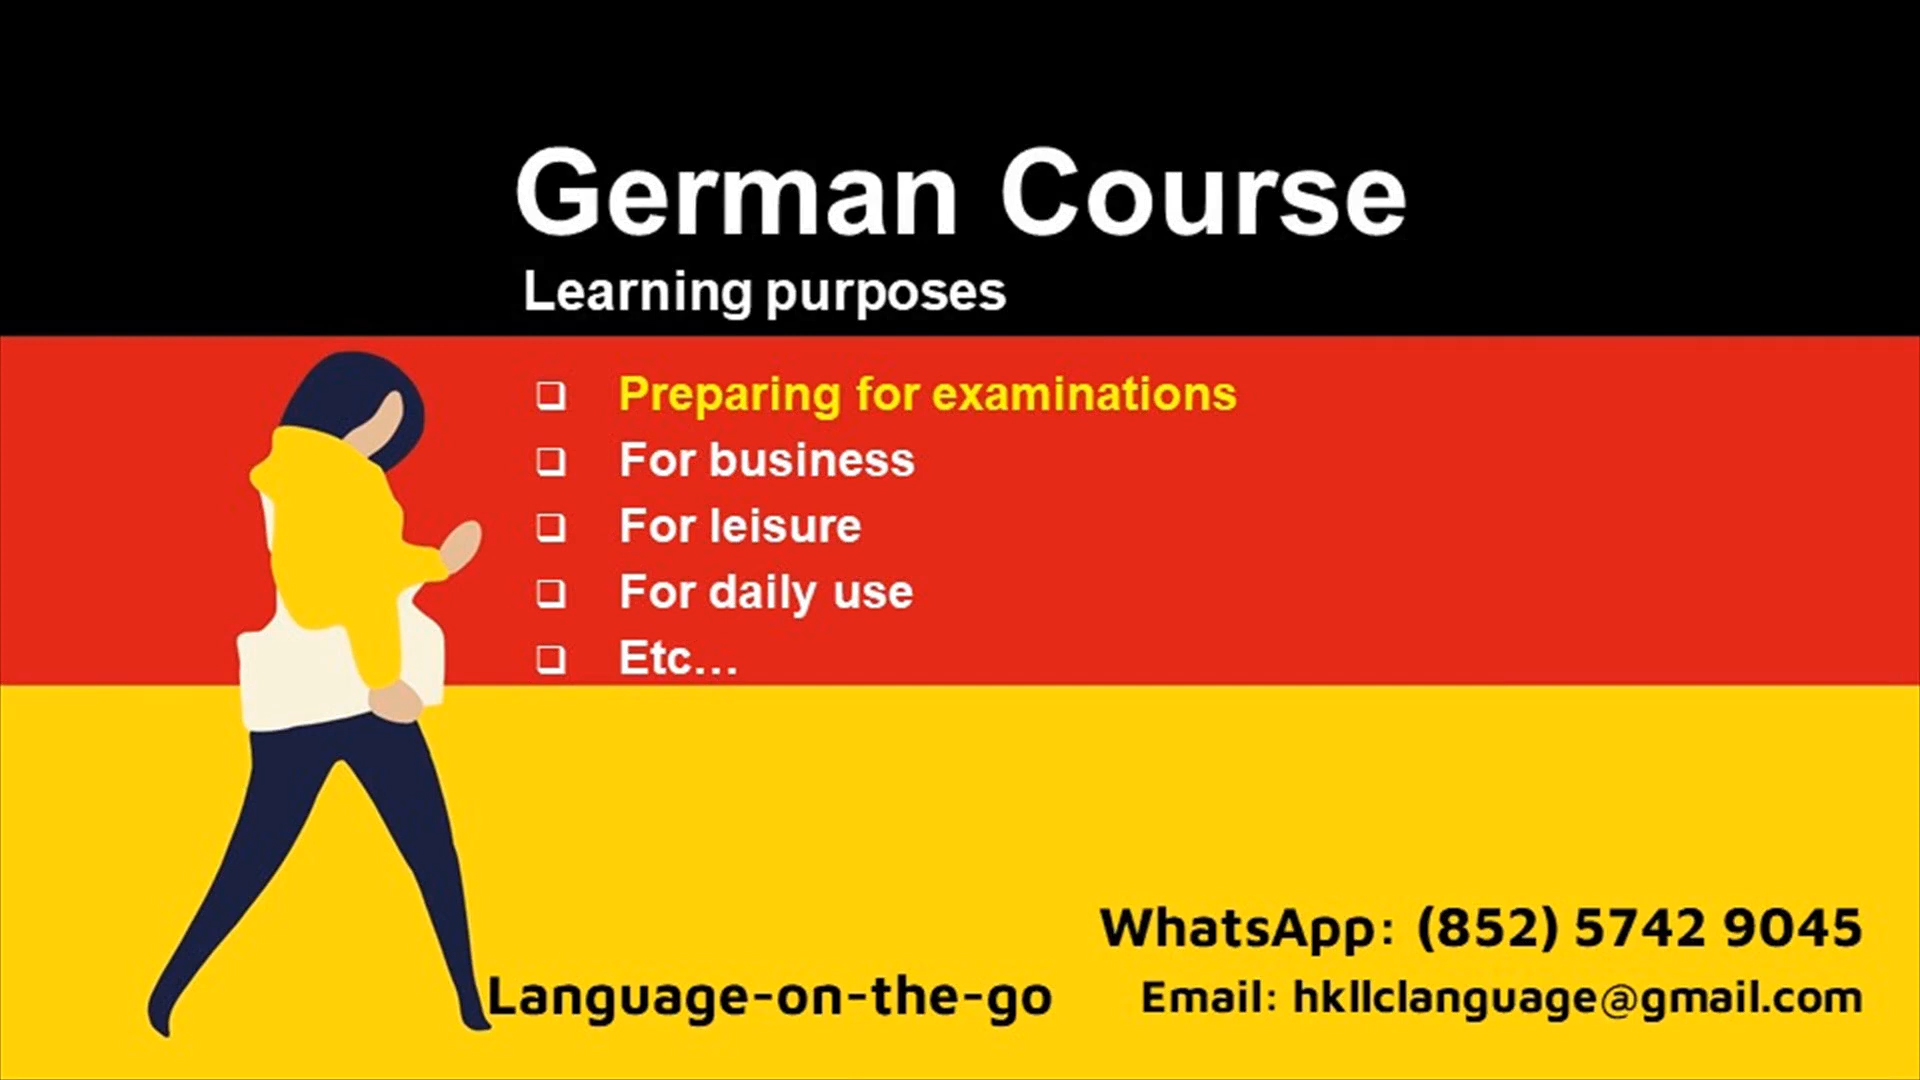 German Course
Learning purposes
❑ Preparing for examinations
❑ For business
❑ For leisure
❑ For daily use
❑ Etc…
WhatsApp: (852) 5742 9045
Language-on-the-go
Email: hkllclanguage@gmail.com